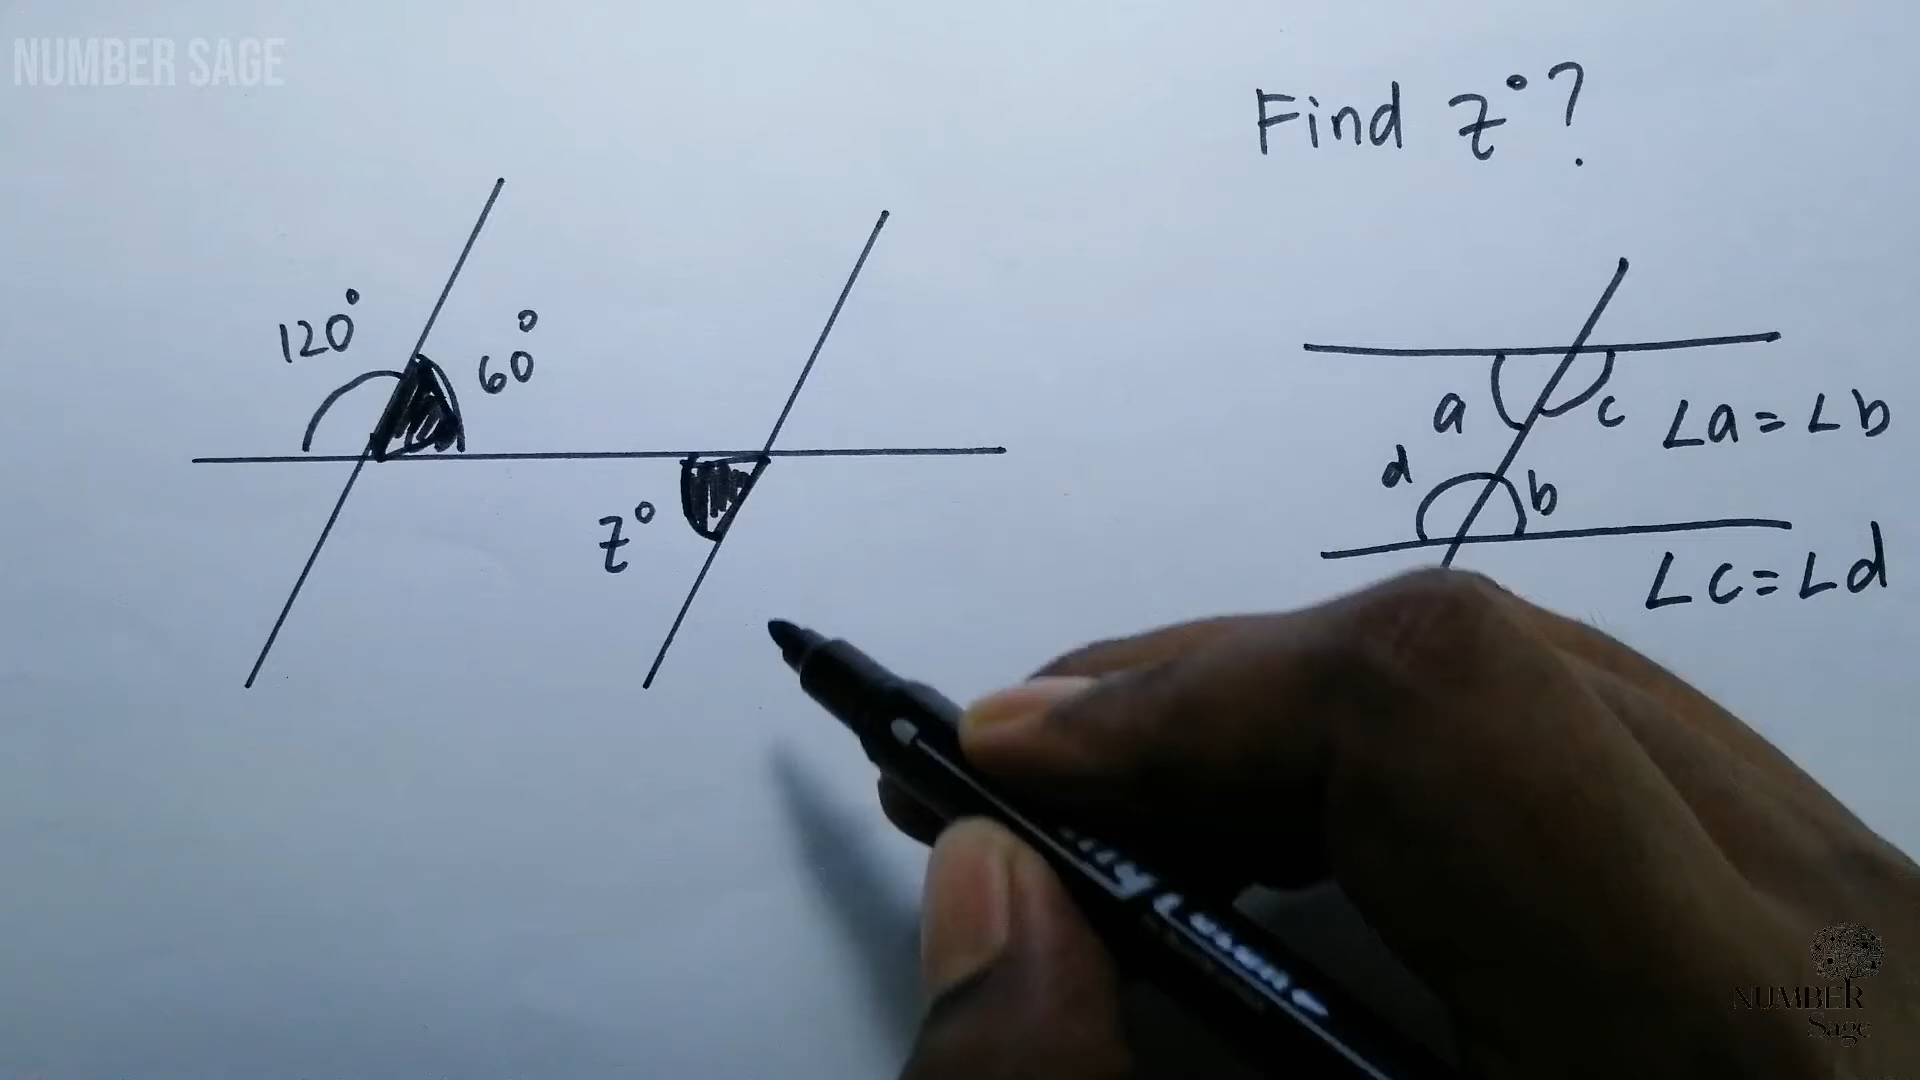 NUMBER SAGE
Find z°?
120°
60°
z°
a
c
∠a = ∠b
d
b
∠c = ∠d
NUMBER
Sage